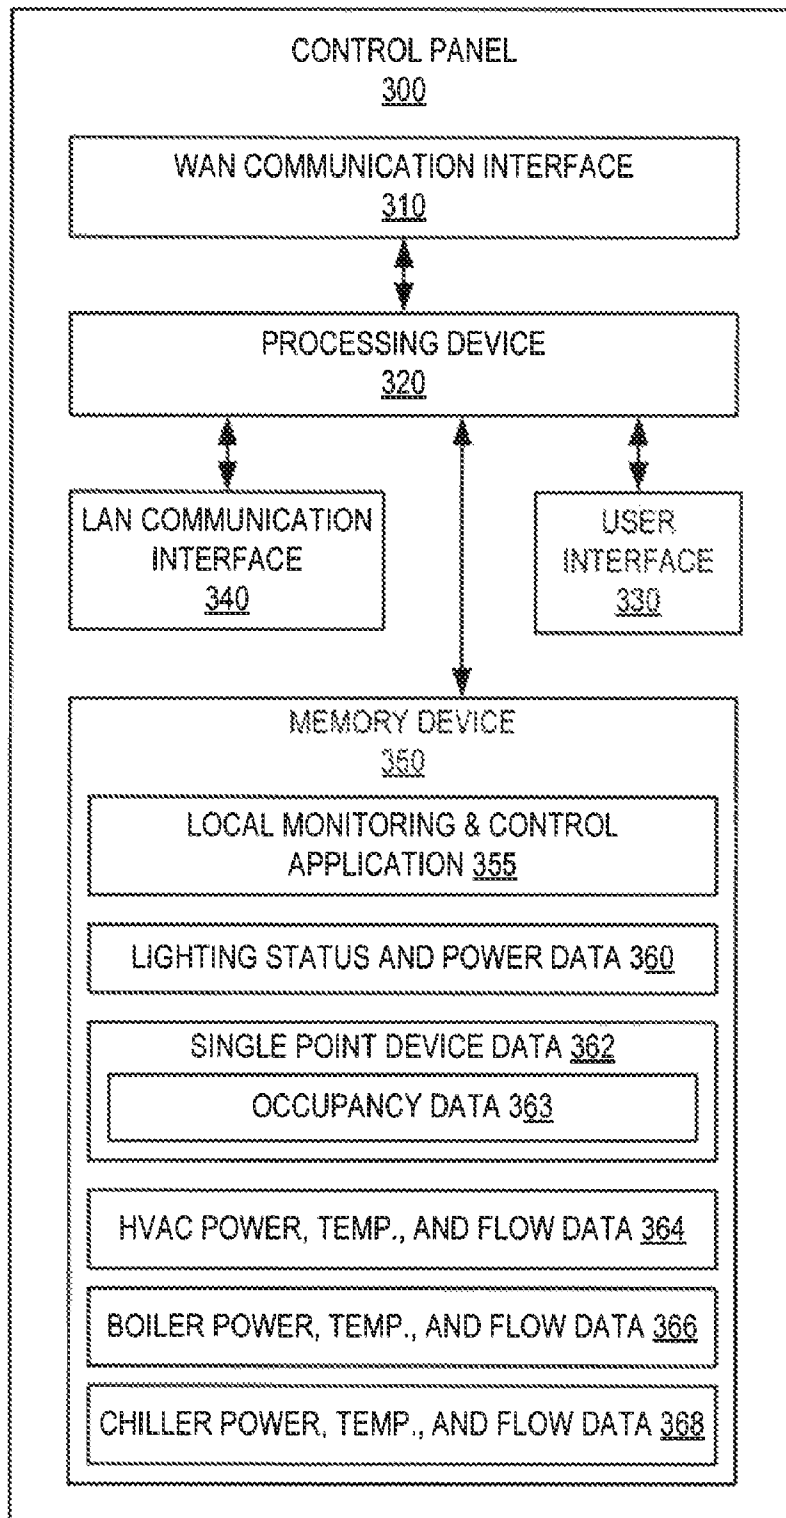 CONTROL PANEL
300
WAN COMMUNICATION INTERFACE
310
PROCESSING DEVICE
320
LAN COMMUNICATION
INTERFACE
340
USER
INTERFACE
330
MEMORY DEVICE
350
LOCAL MONITORING & CONTROL
APPLICATION 355
LIGHTING STATUS AND POWER DATA 360
SINGLE POINT DEVICE DATA 362
OCCUPANCY DATA 363
HVAC POWER, TEMP., AND FLOW DATA 364
BOILER POWER, TEMP., AND FLOW DATA 366
CHILLER POWER, TEMP., AND FLOW DATA 368